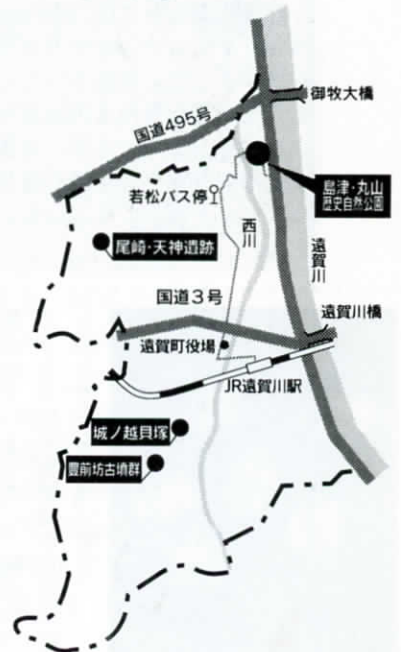 御牧大橋
国道495号
島津・丸山
歴史自然公園
若松バス停
西川
遠賀川
尾崎・天神遺跡
国道3号
遠賀川橋
遠賀町役場
JR遠賀川駅
城ノ越貝塚
豊前坊古墳群